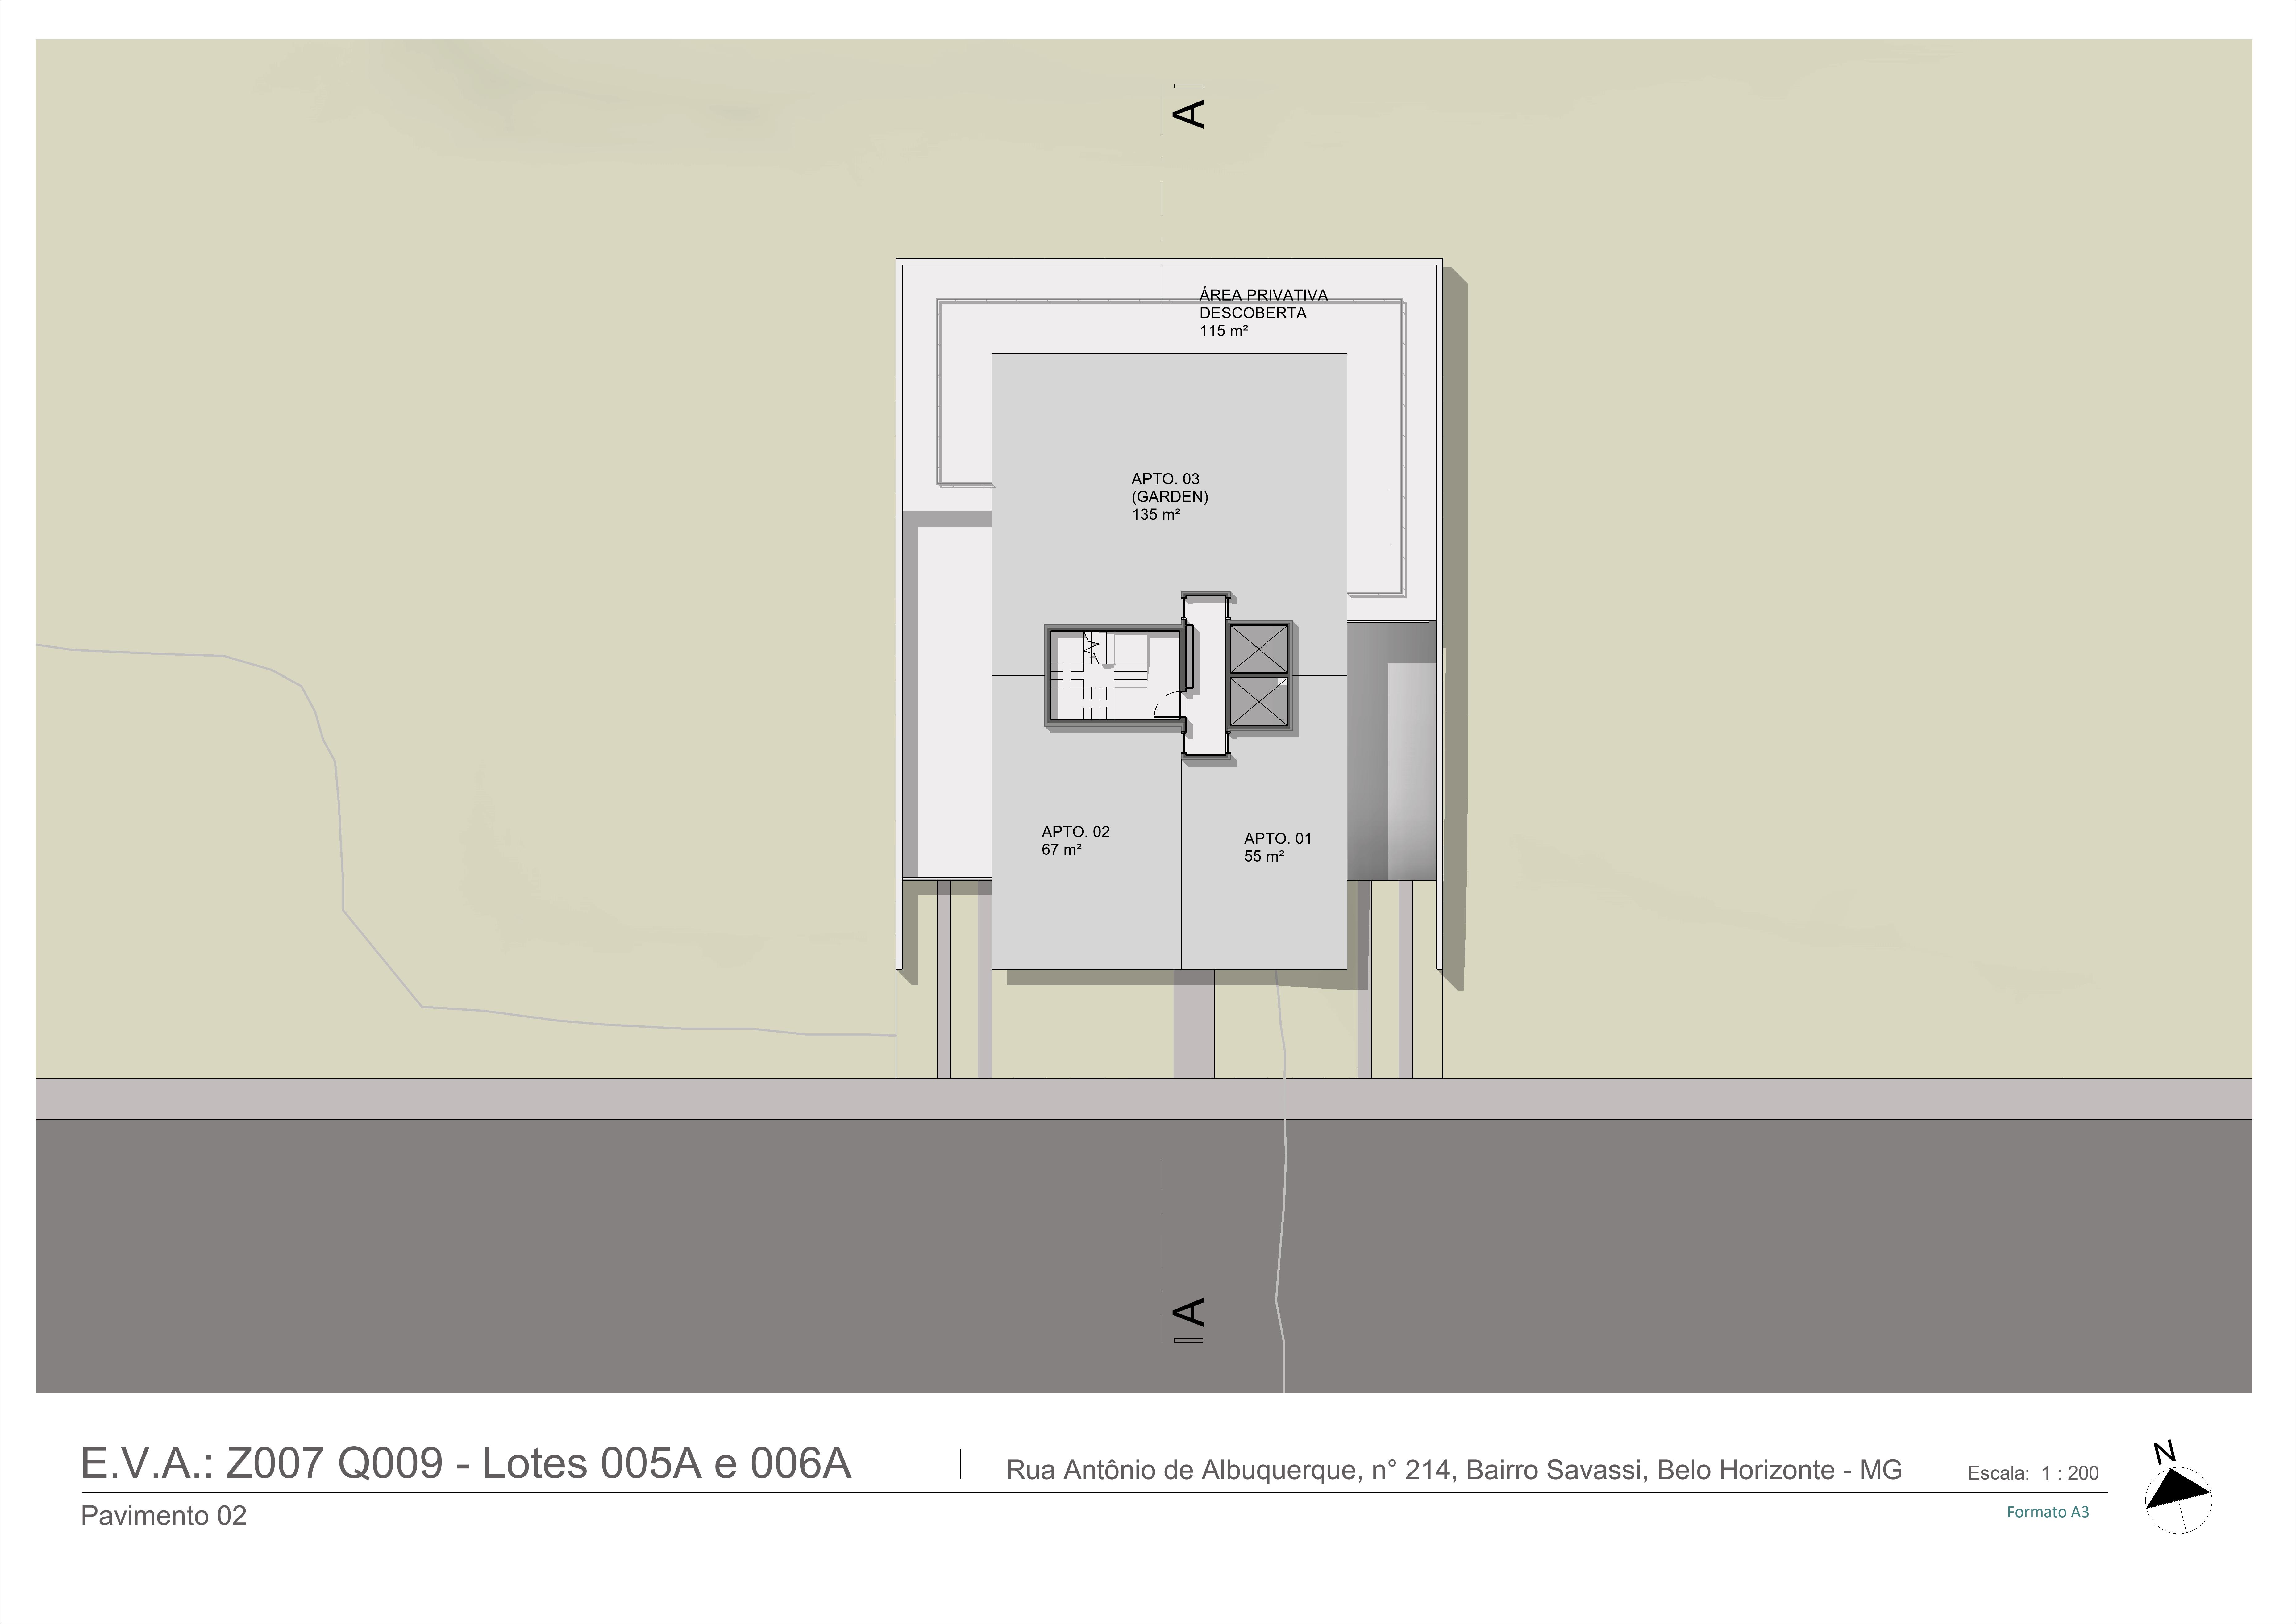 A
ÁREA PRIVATIVA
DESCOBERTA
115 m²
APTO. 03
(GARDEN)
135 m²
APTO. 02
67 m²
APTO. 01
55 m²
A
E.V.A.: Z007 Q009 - Lotes 005A e 006A
Rua Antônio de Albuquerque, n° 214, Bairro Savassi, Belo Horizonte - MG
Escala: 1 : 200
N
Pavimento 02
Formato A3